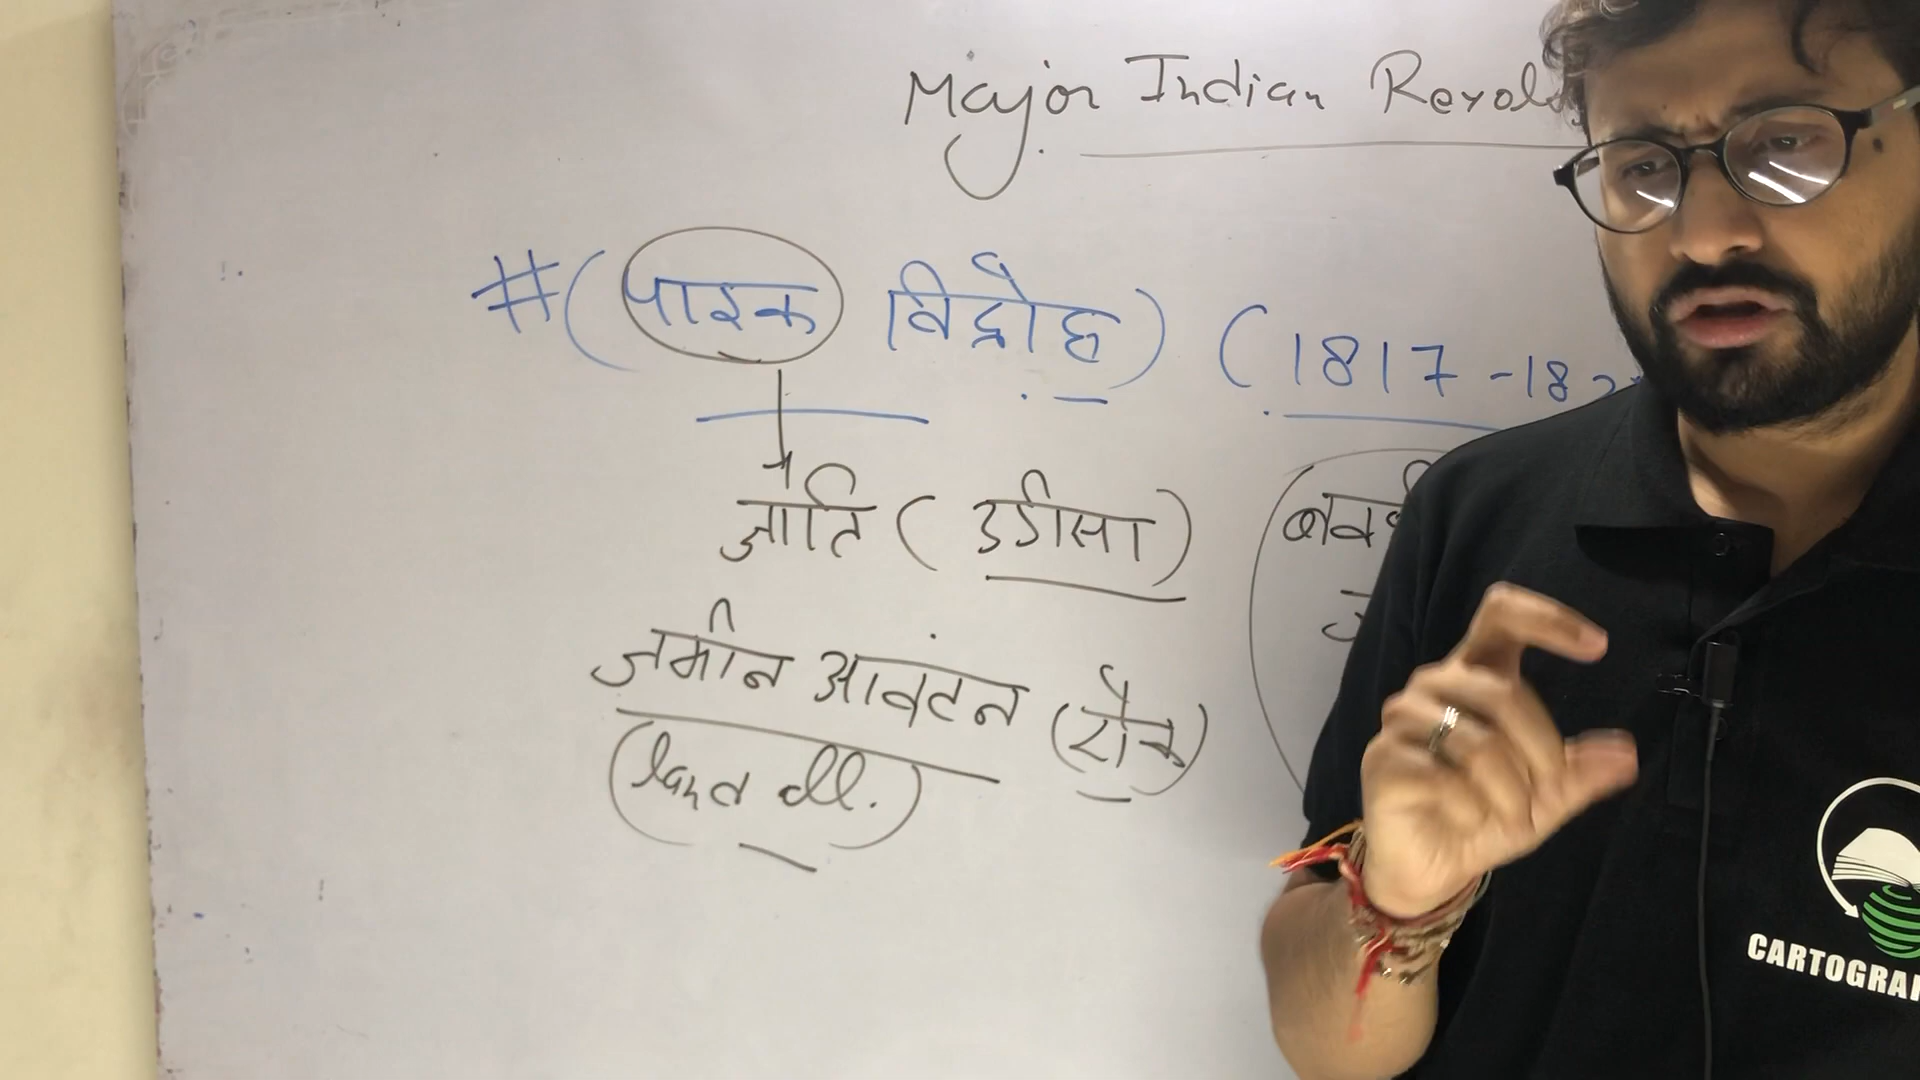 Major Indian Revol
# (पाइक विद्रोह) (1817-18
जाति (उडीसा)
जमीन आवंटन (रोक)
(land all.)
CARTOGRA